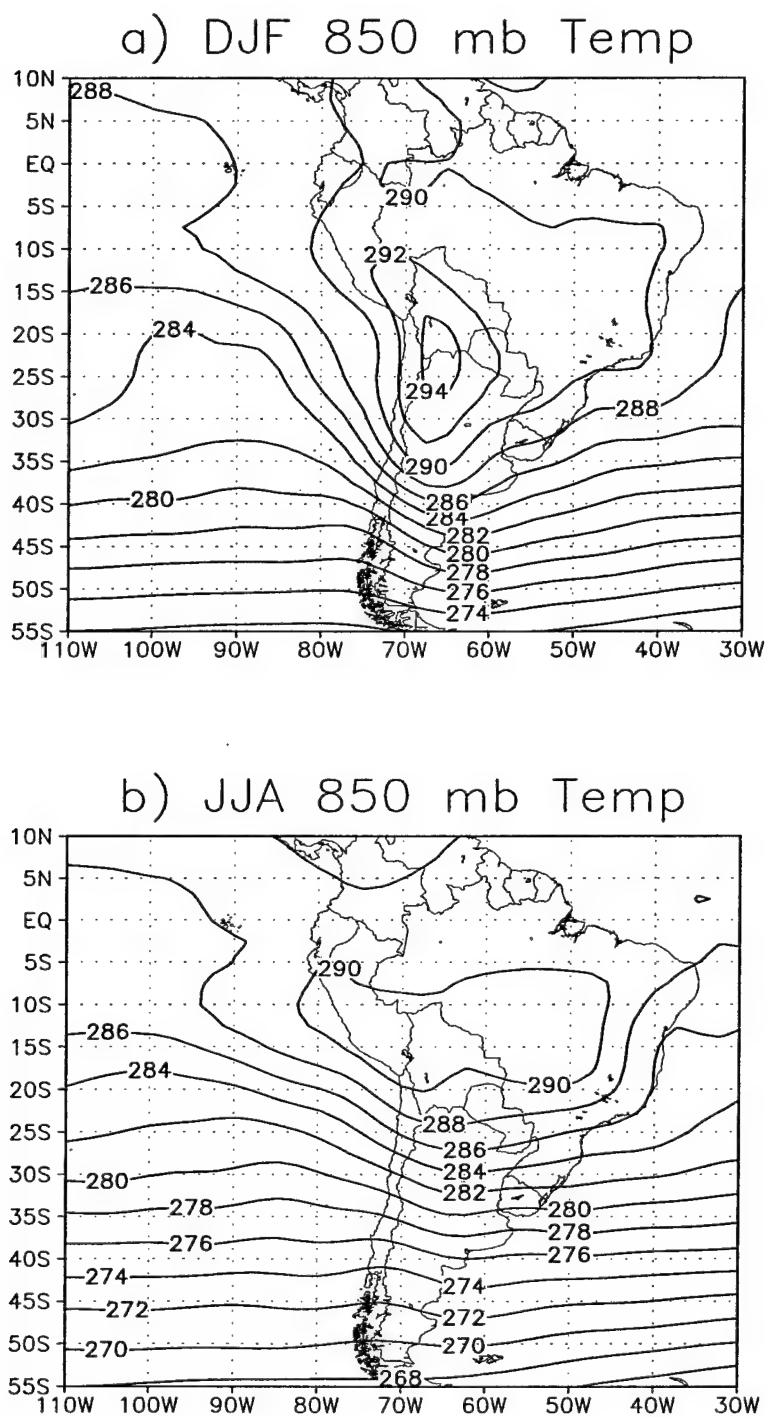 a) DJF 850 mb Temp
10N
288
5N
EQ
290
5S
10S
292
15S
286
20S
284
25S
294
288
30S
35S
290
40S
280
286
284
45S
282
280
50S
278
276
274
55S
110W 100W 90W 80W 70W 60W 50W 40W 30W
b) JJA 850 mb Temp
10N
5N
EQ
5S
290
10S
286
15S
284
20S
290
288
25S
286
30S
280
284
282
278
280
35S
276
278
276
40S
274
274
45S
272
272
50S
270
270
268
55S
110W 100W 90W 80W 70W 60W 50W 40W 30W